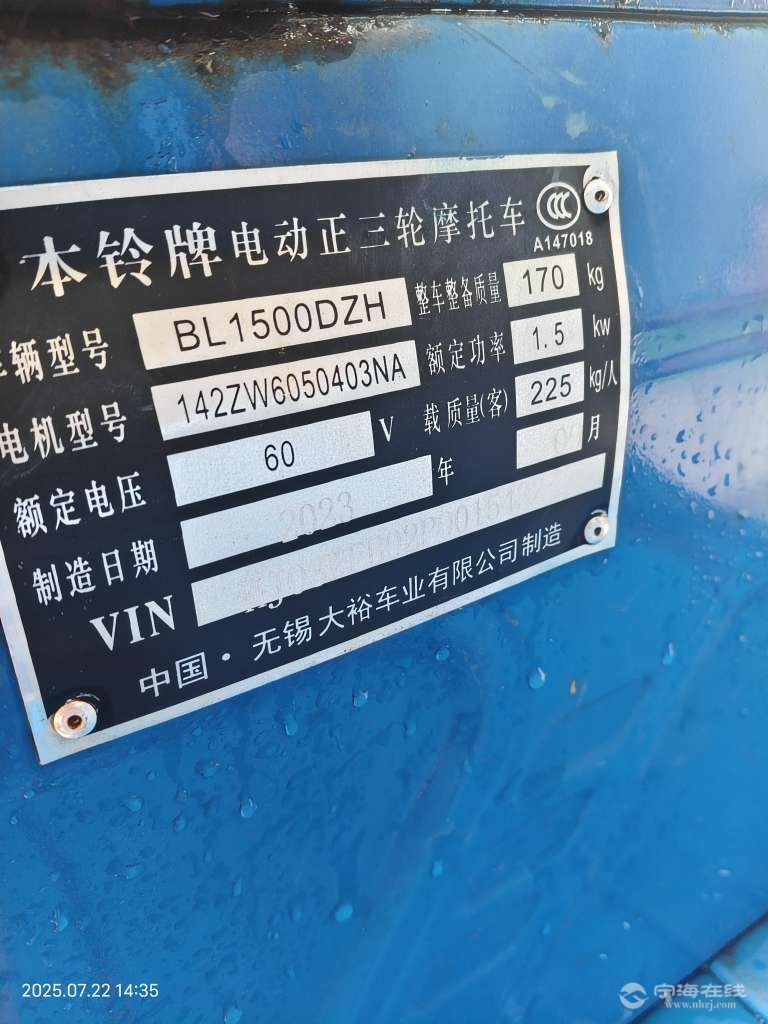 本铃牌电动正三轮摩托车
CCC
A147018
车辆型号 BL1500DZH 整车整备质量 170 kg
电机型号 142ZW6050403NA 额定功率 1.5 kw
额定电压 60 V 载质量(客) 225 kg/人
制造日期 2023 年 月
VIN
中国·无锡大裕车业有限公司制造
2025.07.22 14:35
宁海在线
www.nhzj.com